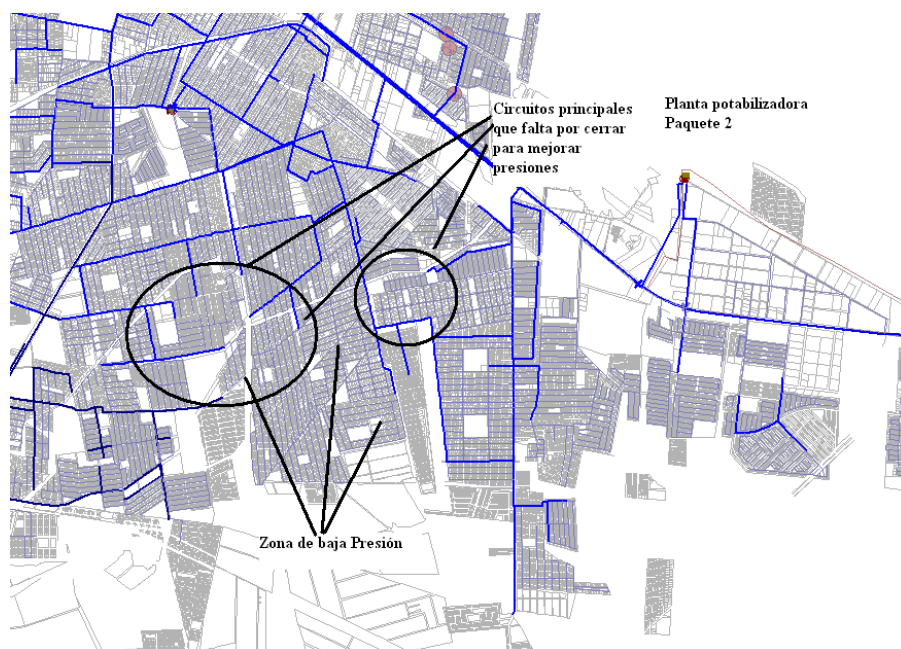 Circuitos principales
que falta por cerrar
para mejorar
presiones
Planta potabilizadora
Paquete 2
Zona de baja Presión